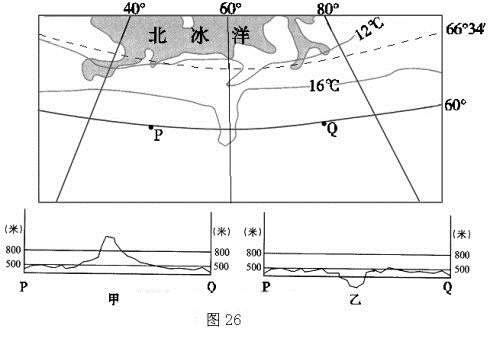 40° 60° 80°
北冰洋
12℃
66°34′
16℃
60°
P
Q
(米) (米) (米) (米)
800 800 800 800
500 500 500 500
P Q P Q
甲 乙
图 26